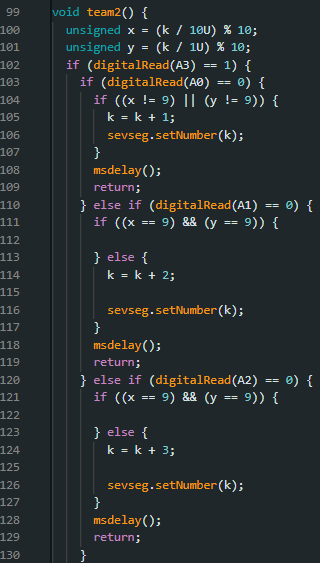 99 void team2() {
100 unsigned x = (k / 10U) % 10;
101 unsigned y = (k / 1U) % 10;
102 if (digitalRead(A3) == 1) {
103 if (digitalRead(A0) == 0) {
104 if ((x != 9) || (y != 9)) {
105 k = k + 1;
106 sevseg.setNumber(k);
107 }
108 msdelay();
109 return;
110 } else if (digitalRead(A1) == 0) {
111 if ((x == 9) && (y == 9)) {
112
113 } else {
114 k = k + 2;
115
116 sevseg.setNumber(k);
117 }
118 msdelay();
119 return;
120 } else if (digitalRead(A2) == 0) {
121 if ((x == 9) && (y == 9)) {
122
123 } else {
124 k = k + 3;
125
126 sevseg.setNumber(k);
127 }
128 msdelay();
129 return;
130 }